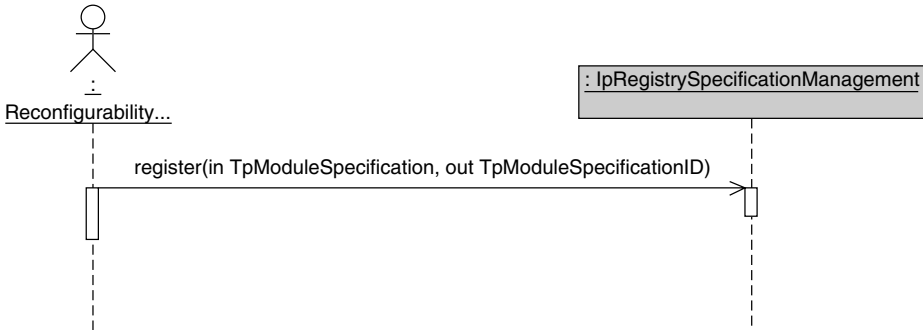 :
Reconfigurability...
: IpRegistrySpecificationManagement
register(in TpModuleSpecification, out TpModuleSpecificationID)